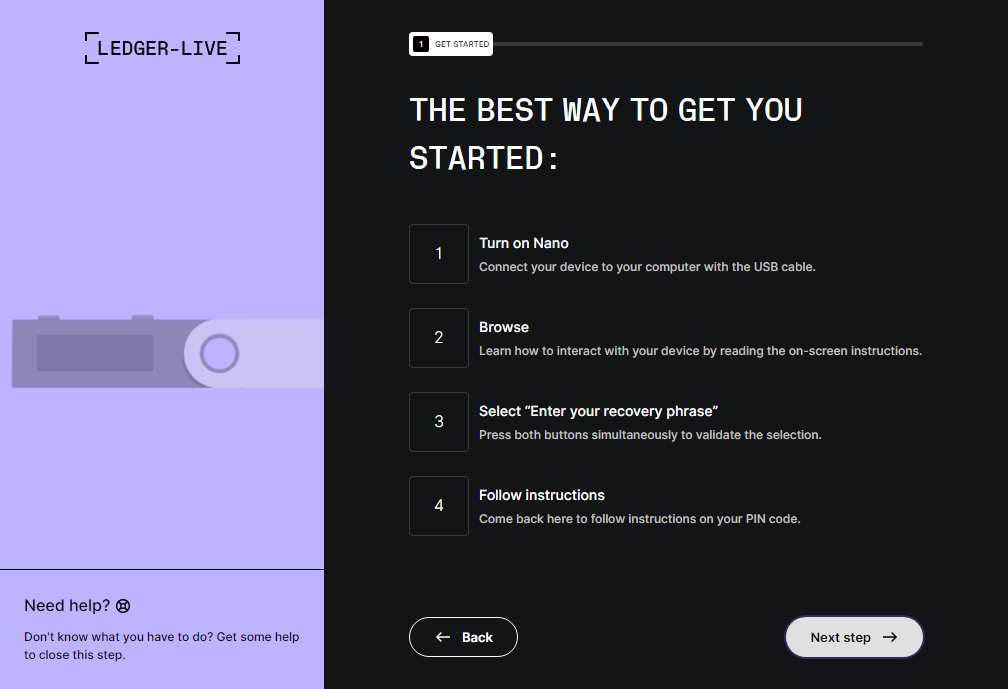 LEDGER-LIVE
1 GET STARTED
THE BEST WAY TO GET YOU
STARTED:
1
Turn on Nano
Connect your device to your computer with the USB cable.
2
Browse
Learn how to interact with your device by reading the on-screen instructions.
3
Select “Enter your recovery phrase”
Press both buttons simultaneously to validate the selection.
4
Follow instructions
Come back here to follow instructions on your PIN code.
Need help?
Don't know what you have to do? Get some help
to close this step.
Back
Next step